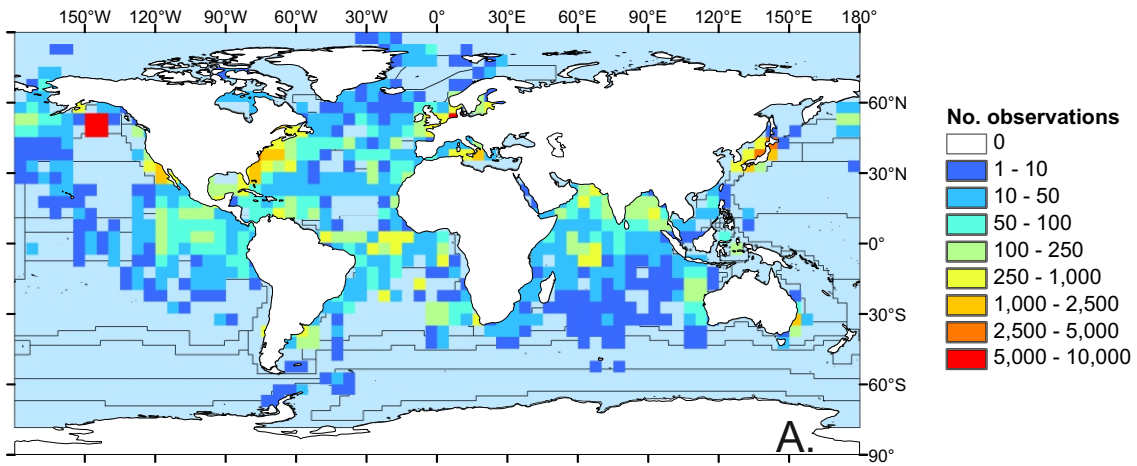 150°W 120°W 90°W 60°W 30°W 0° 30°E 60°E 90°E 120°E 150°E 180°
60°N
30°N
0°
30°S
60°S
90°
A.
No. observations
0
1 - 10
10 - 50
50 - 100
100 - 250
250 - 1,000
1,000 - 2,500
2,500 - 5,000
5,000 - 10,000